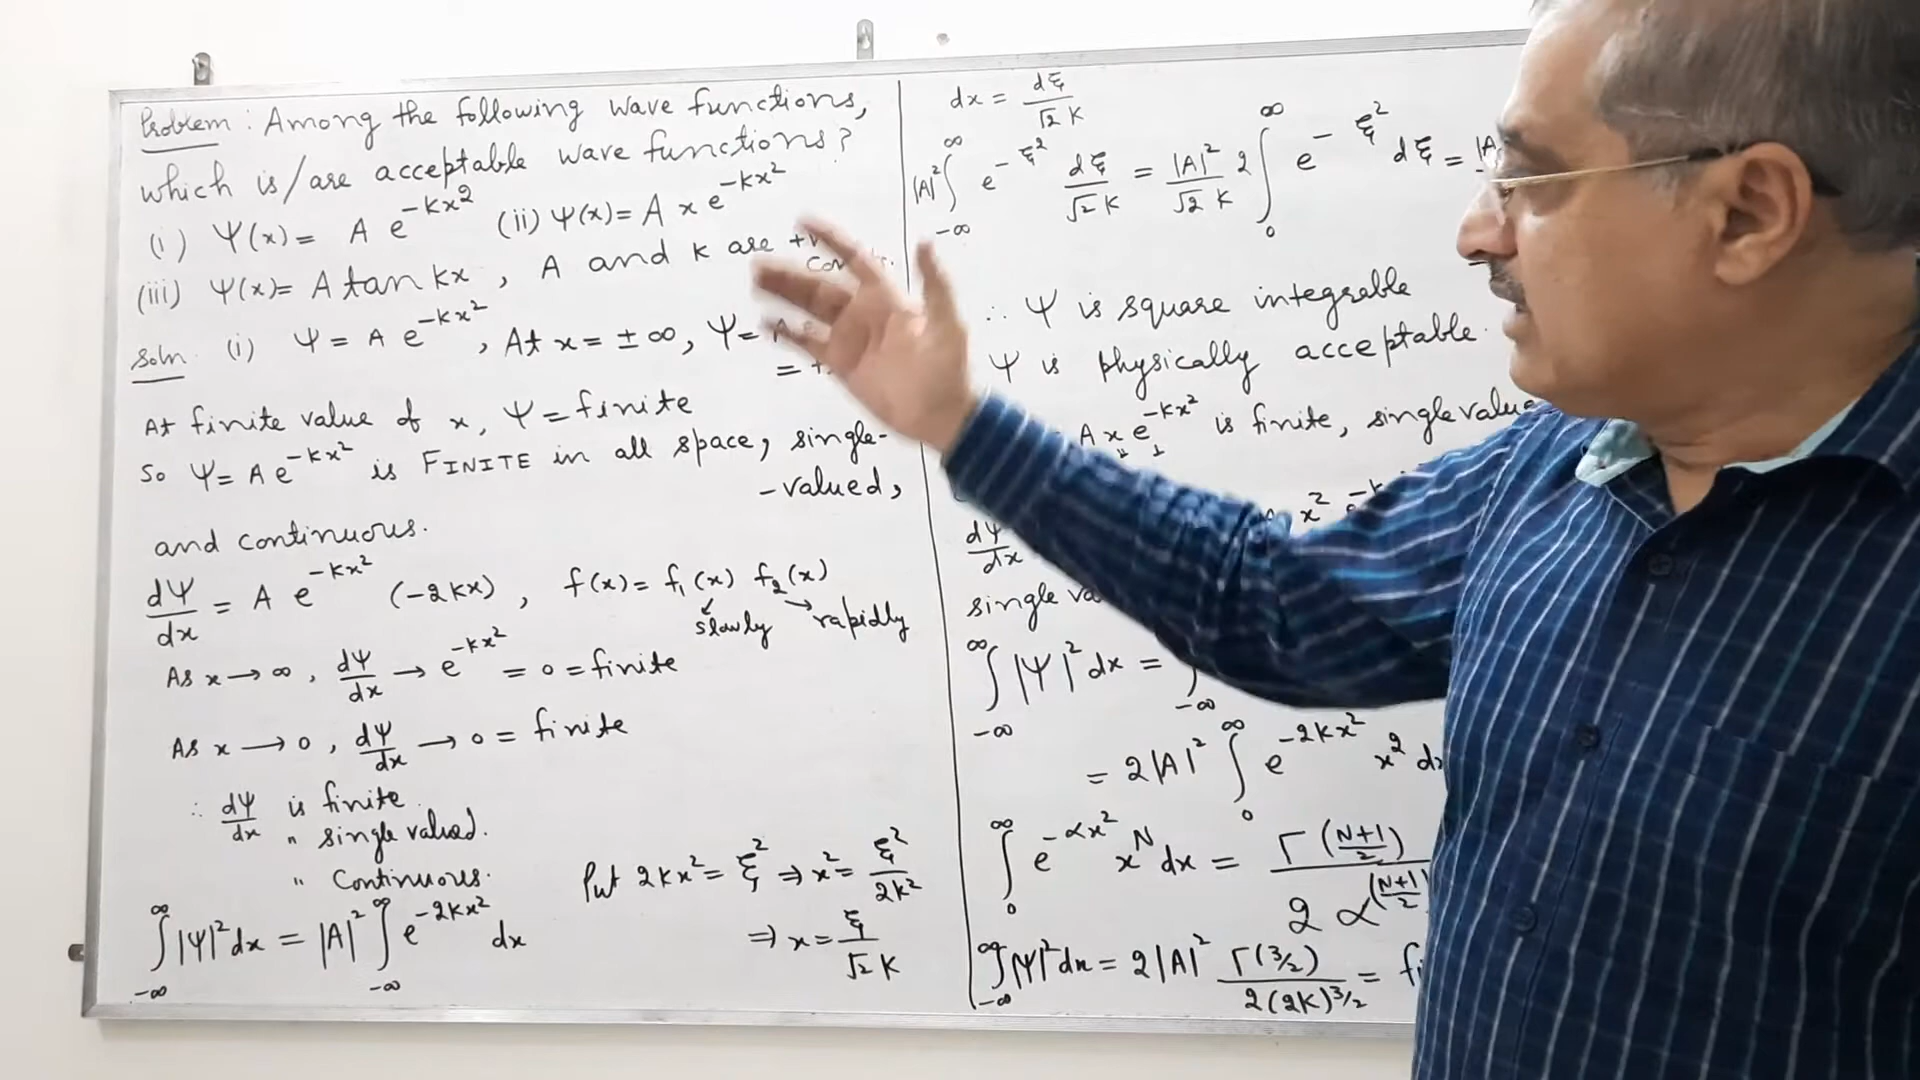 Problem : Among the following wave functions,
which is/are acceptable wave functions?
(i) Ψ(x) = A e^{-kx²} (ii) Ψ(x) = A x e^{-kx²}
(iii) Ψ(x) = A tan kx , A and k are
Soln (i) Ψ = A e^{-kx²} , At x = ± ∞, Ψ =
At finite value of x, Ψ = finite
So Ψ = A e^{-kx²} is FINITE in all space, single-
-valued,
and continuous.
dΨ/dx = A e^{-kx²} (-2kx) , f(x) = f₁(x) f₂(x)
slowly rapidly
As x → ∞ , dΨ/dx → e^{-kx²} = 0 = finite
As x → 0 , dΨ/dx → 0 = finite
∴ dΨ/dx is finite
" single valued.
" Continuous.
Put 2kx² = ξ² ⇒ x² = ξ²/2k²
⇒ x = ξ/√2 k
∫_{-∞}^{∞} |Ψ|² dx = |A|² ∫_{-∞}^{∞} e^{-2kx²} dx
dx = dξ/√2 k
|A|² ∫_{-∞}^{∞} e^{-ξ²} dξ/√2 k = |A|²/√2 k 2 ∫_{0}^{∞} e^{-ξ²} dξ =
∴ Ψ is square integrable
Ψ is physically acceptable.
A x e^{-kx²} is finite, single value
dΨ/dx x²
single
∫_{-∞}^{∞} |Ψ|² dx =
= 2|A|² ∫_{0}^{∞} e^{-2kx²} x² dx
∫_{0}^{∞} e^{-αx²} x^N dx = Γ((N+1)/2) / 2 α^{((N+1)/2)}
∫_{-∞}^{∞} |Ψ|² dx = 2|A|² Γ(3/2) / 2(2k)^{3/2} =